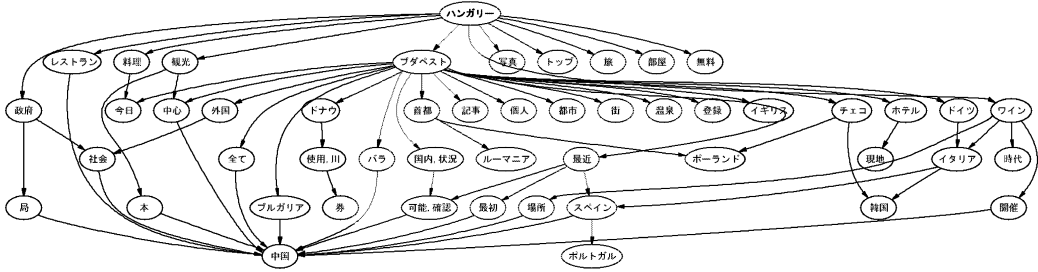 ハンガリー
レストラン
料理
観光
ブダペスト
写真
トップ
旅
部屋
無料
政府
今日
中心
外国
ドナウ
首都
記事
個人
都市
街
温泉
登録
イギリス
チェコ
ホテル
ドイツ
ワイン
社会
全て
使用,川
バラ
国内,状況
ルーマニア
最近
ポーランド
現地
イタリア
時代
局
本
ブルガリア
券
可能,確認
最初
場所
スペイン
韓国
開催
中国
ポルトガル